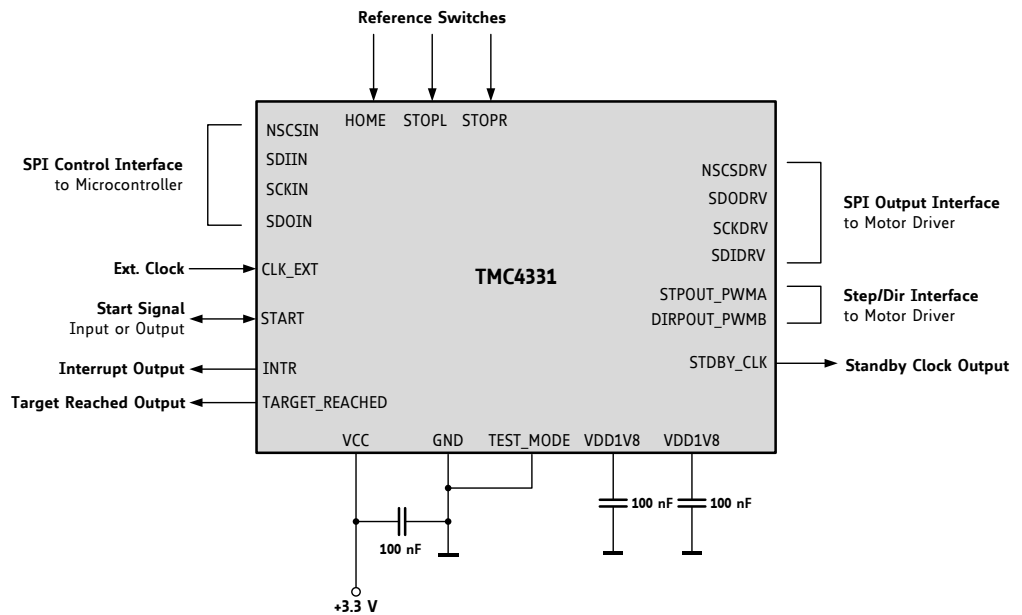 Reference Switches
HOME STOPL STOPR
NSCSIN
SDIIN
SCKIN
SDOIN
SPI Control Interface
to Microcontroller
Ext. Clock
CLK_EXT
Start Signal
Input or Output
START
Interrupt Output
INTR
Target Reached Output
TARGET_REACHED
TMC4331
NSCSDRV
SDODRV
SCKDRV
SDIDRV
SPI Output Interface
to Motor Driver
STPOUT_PWMA
DIRPOUT_PWMB
Step/Dir Interface
to Motor Driver
STDBY_CLK
Standby Clock Output
VCC GND TEST_MODE VDD1V8 VDD1V8
100 nF
100 nF
100 nF
+3.3 V